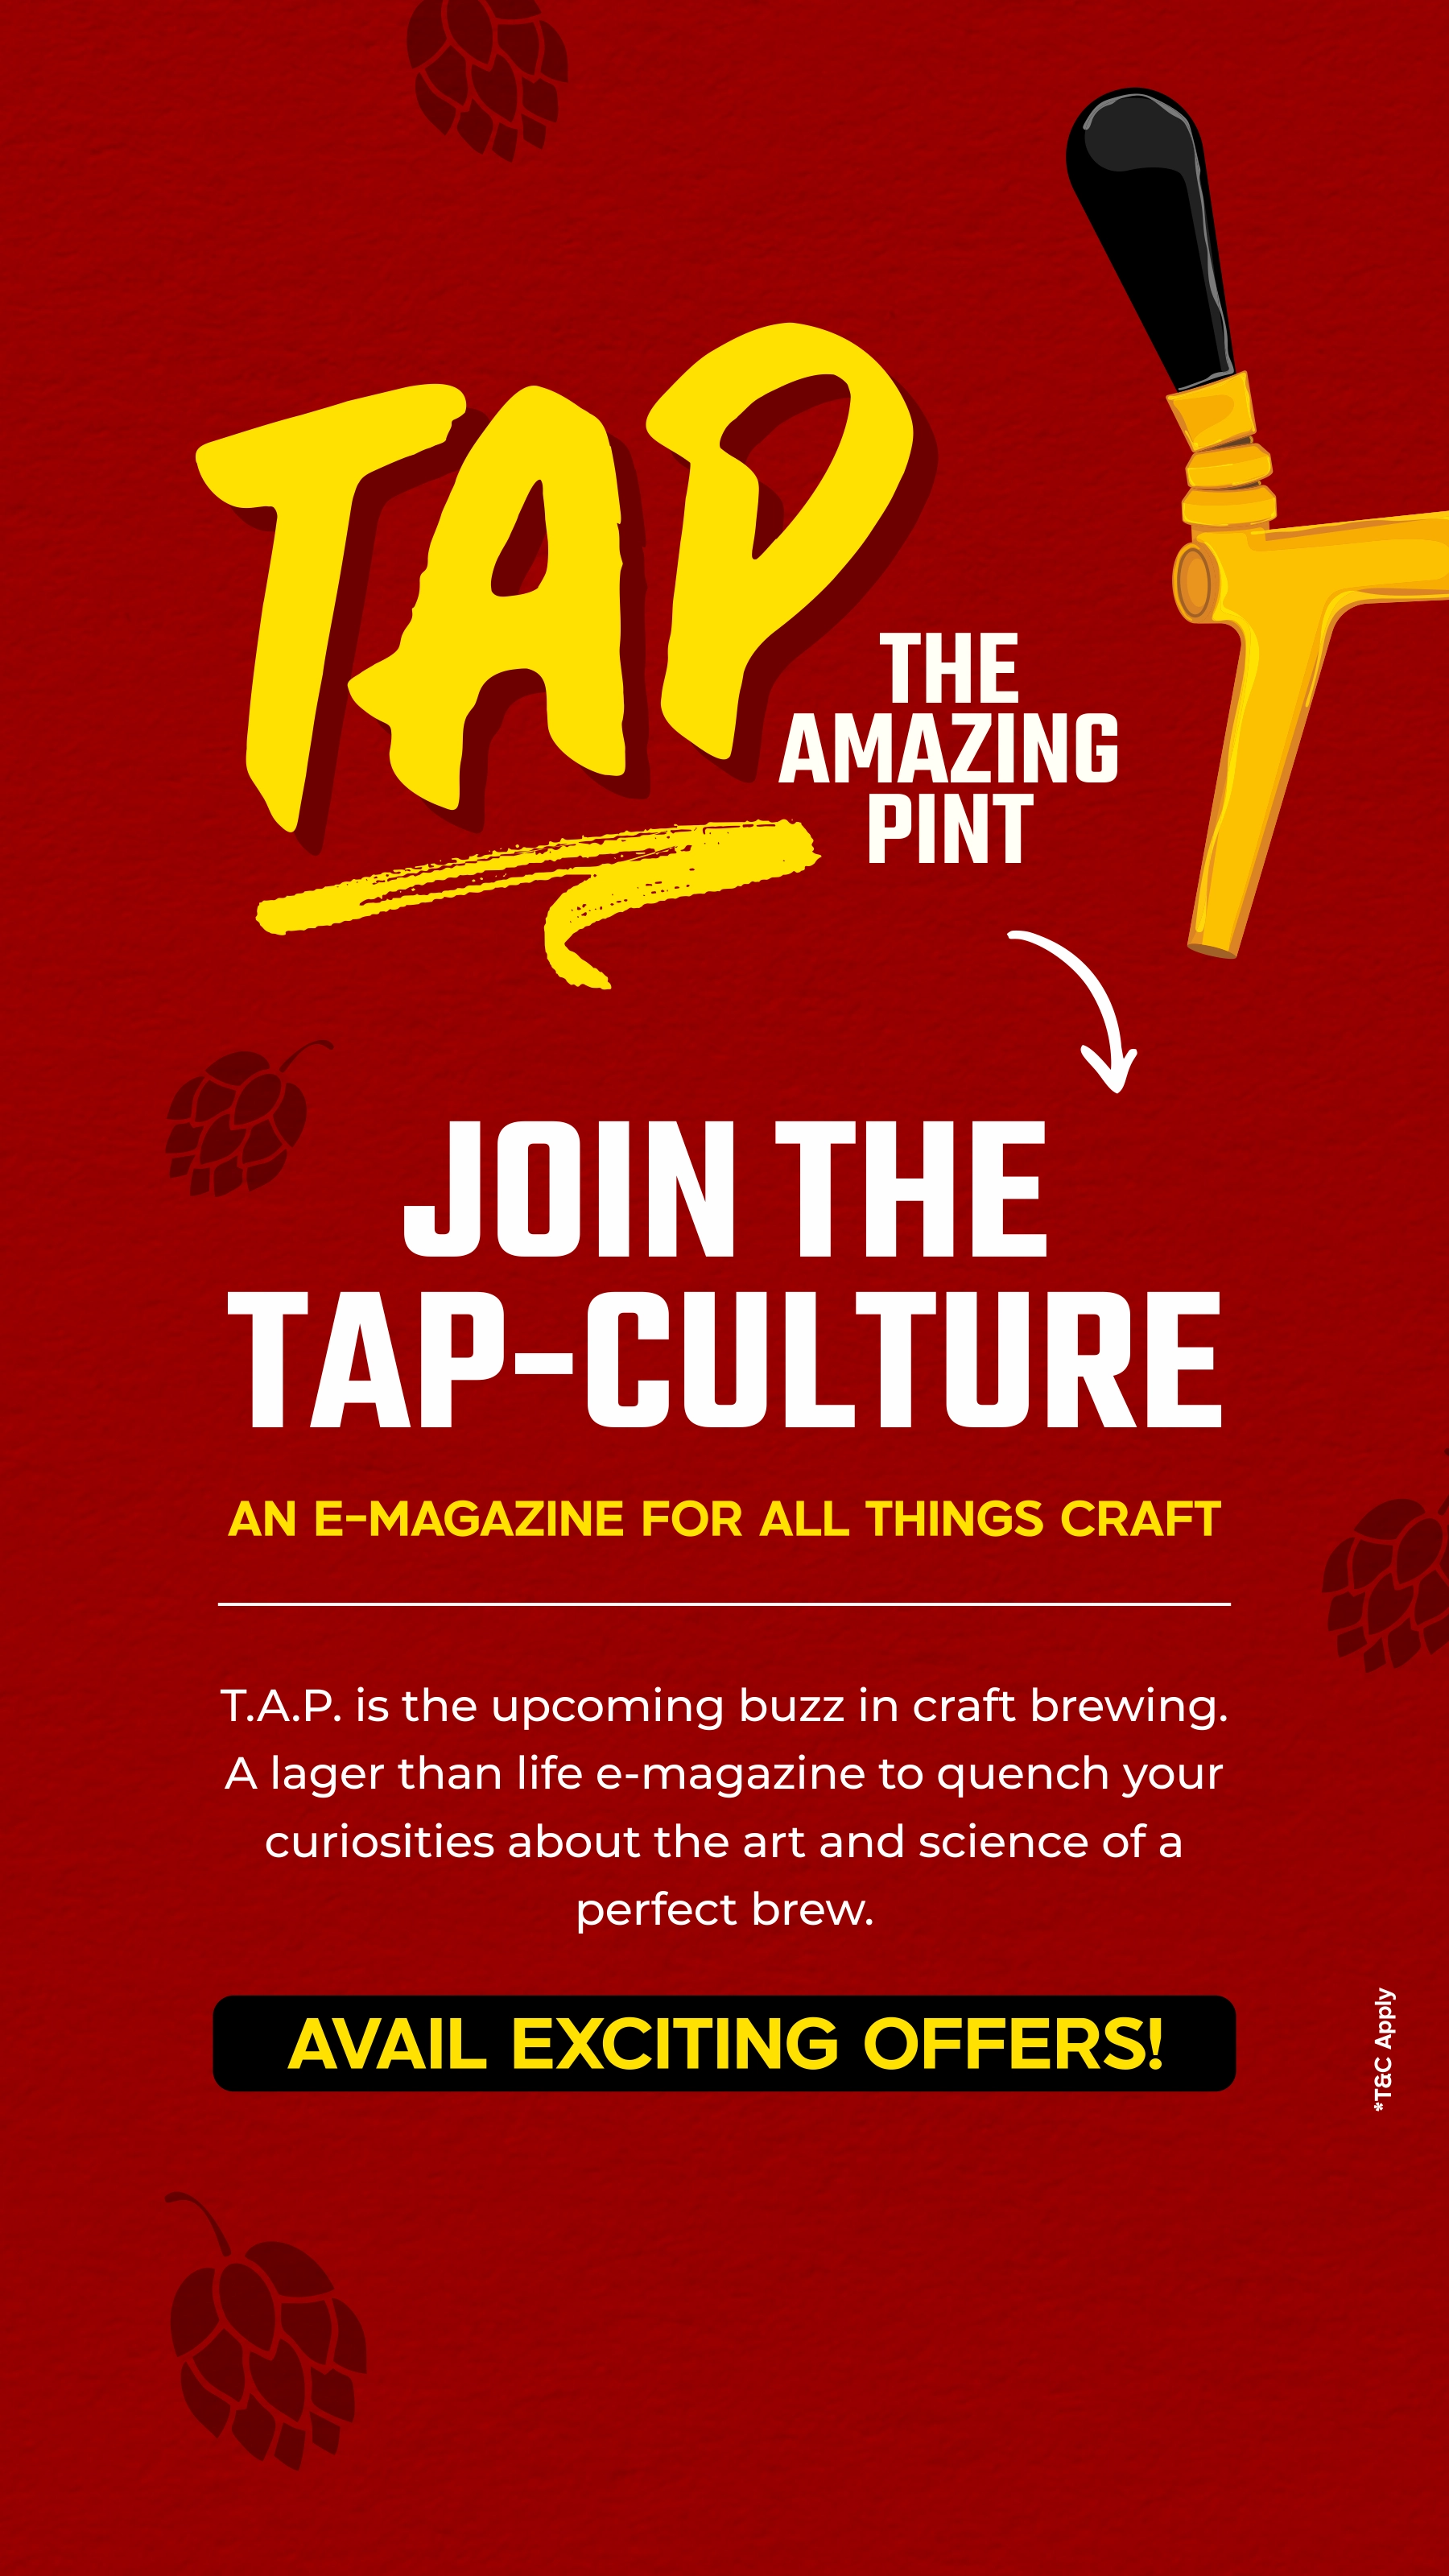 TAP
THE
AMAZING
PINT
JOIN THE
TAP-CULTURE
AN E-MAGAZINE FOR ALL THINGS CRAFT
T.A.P. is the upcoming buzz in craft brewing.
A lager than life e-magazine to quench your
curiosities about the art and science of a
perfect brew.
AVAIL EXCITING OFFERS!
*T&C Apply